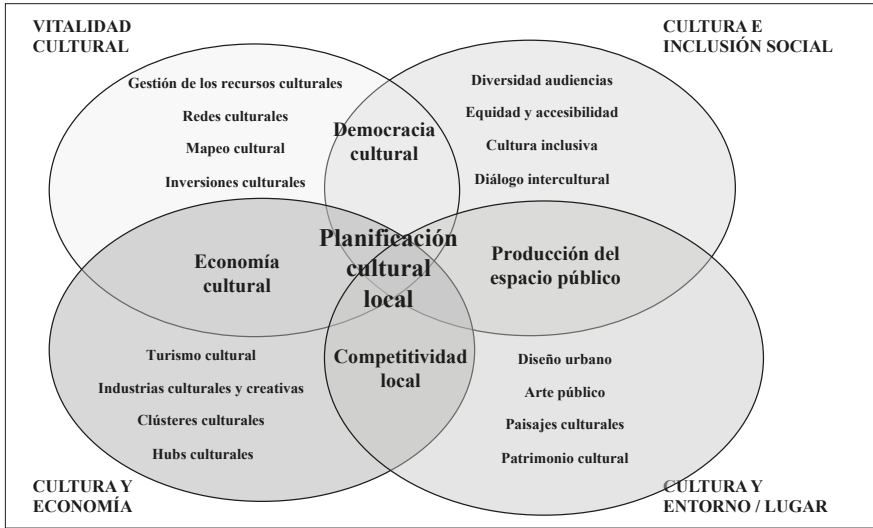 VITALIDAD
CULTURAL
CULTURA E
INCLUSIÓN SOCIAL
Gestión de los recursos culturales
Redes culturales
Mapeo cultural
Inversiones culturales
Democracia
cultural
Diversidad audiencias
Equidad y accesibilidad
Cultura inclusiva
Diálogo intercultural
Economía
cultural
Planificación
cultural
local
Producción del
espacio público
Turismo cultural
Industrias culturales y creativas
Clústeres culturales
Hubs culturales
Competitividad
local
Diseño urbano
Arte público
Paisajes culturales
Patrimonio cultural
CULTURA Y
ECONOMÍA
CULTURA Y
ENTORNO / LUGAR